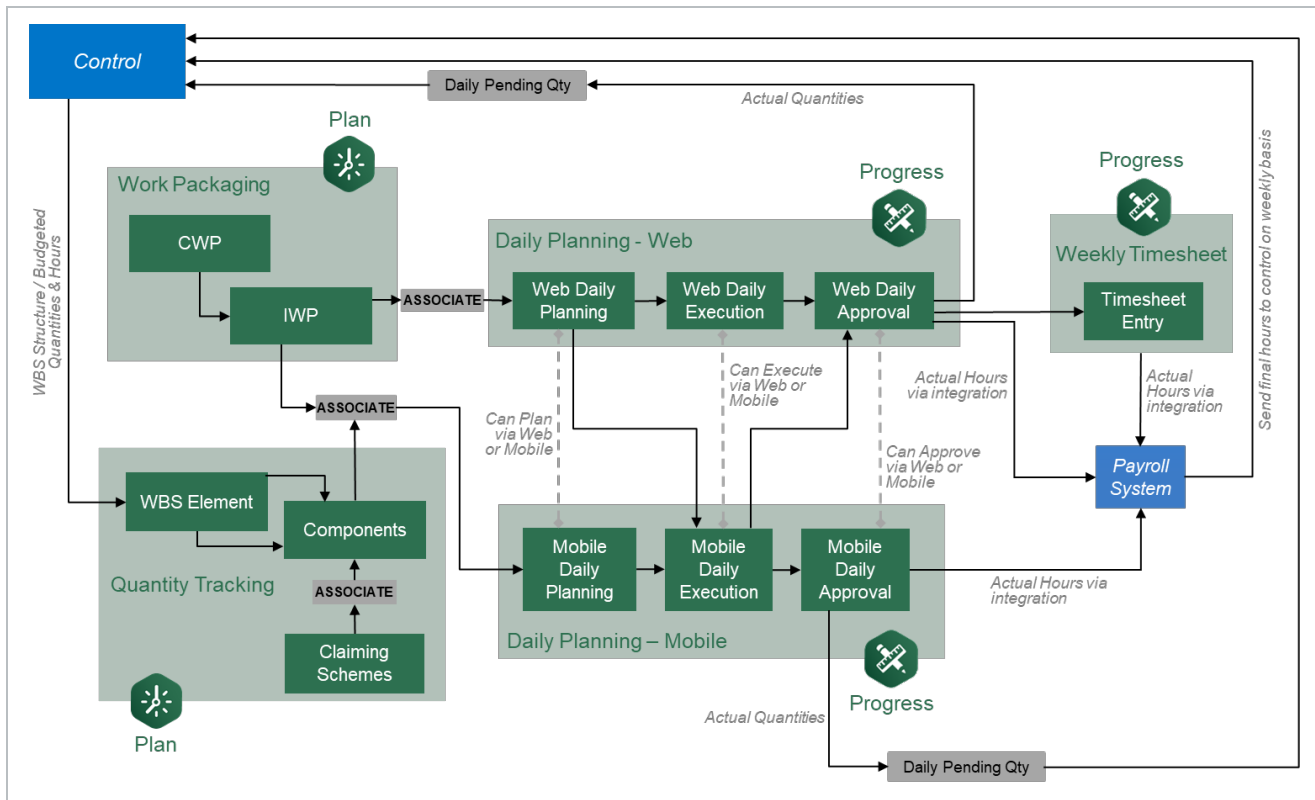 Control
Daily Pending Qty
Actual Quantities
Plan
Work Packaging
CWP
IWP
ASSOCIATE
WBS Structure / Budgeted
Quantities & Hours
Progress
Daily Planning - Web
Web Daily
Planning
Web Daily
Execution
Web Daily
Approval
Progress
Weekly Timesheet
Timesheet
Entry
Send final hours to control on weekly basis
Can Plan
via Web
or Mobile
Can Execute
via Web or
Mobile
Actual Hours
via integration
Can Approve
via Web or
Mobile
Actual
Hours via
integration
Payroll
System
ASSOCIATE
WBS Element
Components
Quantity Tracking
ASSOCIATE
Claiming
Schemes
Plan
Mobile
Daily
Planning
Mobile
Daily
Execution
Mobile
Daily
Approval
Daily Planning – Mobile
Actual Hours via
integration
Progress
Actual Quantities
Daily Pending Qty